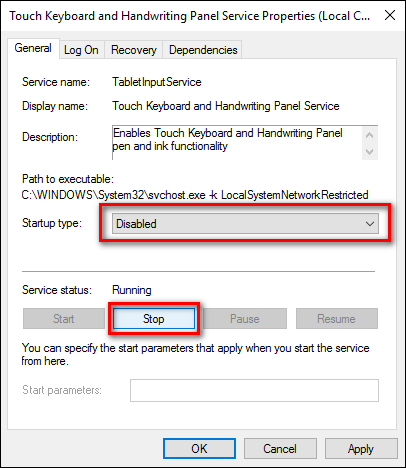 Touch Keyboard and Handwriting Panel Service Properties (Local C...
General Log On Recovery Dependencies
Service name: TabletInputService
Display name: Touch Keyboard and Handwriting Panel Service
Description: Enables Touch Keyboard and Handwriting Panel
pen and ink functionality
Path to executable:
C:\WINDOWS\System32\svchost.exe -k LocalSystemNetworkRestricted
Startup type: Disabled
Service status: Running
Start Stop Pause Resume
You can specify the start parameters that apply when you start the service
from here.
Start parameters:
OK Cancel Apply